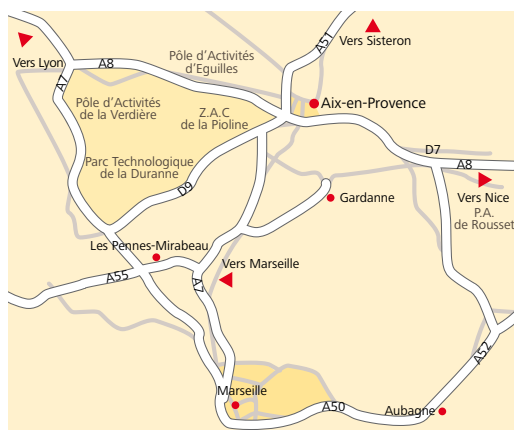 A51
Vers Sisteron
Pôle d'Activités
d'Eguilles
Vers Lyon
A8
A7
Pôle d'Activités
de la Verdière
Z.A.C
de la Pioline
Aix-en-Provence
D7
A8
Parc Technologique
de la Duranne
D9
Gardanne
Vers Nice
P.A.
de Rousset
Les Pennes-Mirabeau
Vers Marseille
A55
A7
A52
Marseille
A50
Aubagne